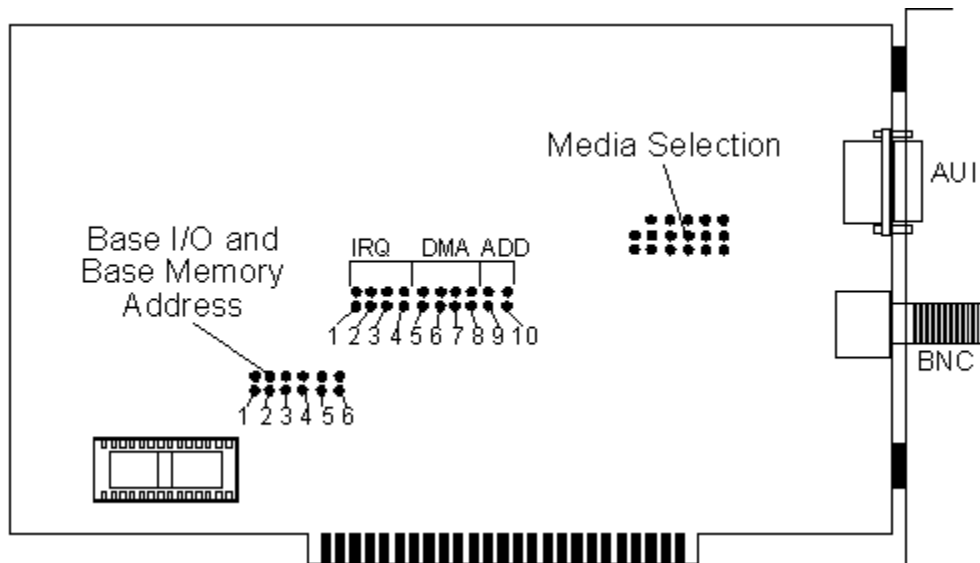 Media Selection
AUI
Base I/O and
Base Memory
Address
IRQ DMA ADD
1 2 3 4 5 6 7 8 9 10
BNC
1 2 3 4 5 6